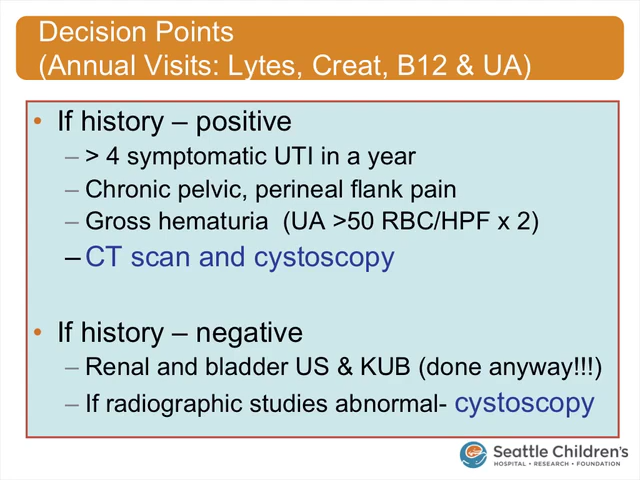 Decision Points
(Annual Visits: Lytes, Creat, B12 & UA)
• If history – positive
– > 4 symptomatic UTI in a year
– Chronic pelvic, perineal flank pain
– Gross hematuria (UA >50 RBC/HPF x 2)
– CT scan and cystoscopy
• If history – negative
– Renal and bladder US & KUB (done anyway!!!)
– If radiographic studies abnormal- cystoscopy
Seattle Children's
HOSPITAL • RESEARCH • FOUNDATION